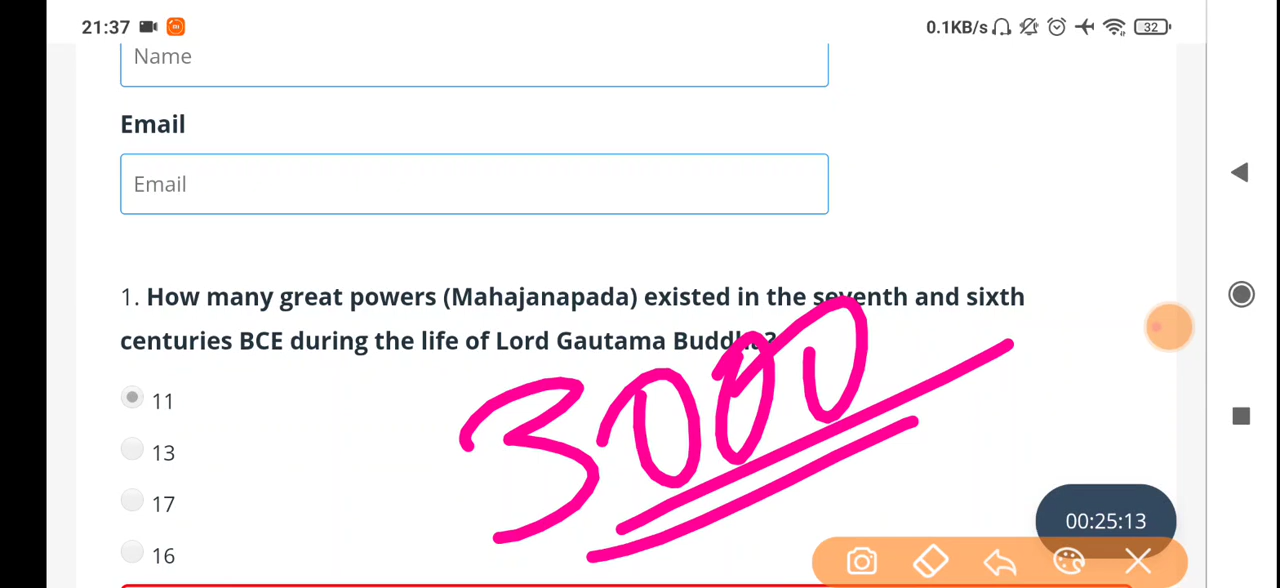 21:37 0.1KB/s 32
Name
Email
Email
1. How many great powers (Mahajanapada) existed in the seventh and sixth
centuries BCE during the life of Lord Gautama Buddha?
3000
11
13
17
16
00:25:13